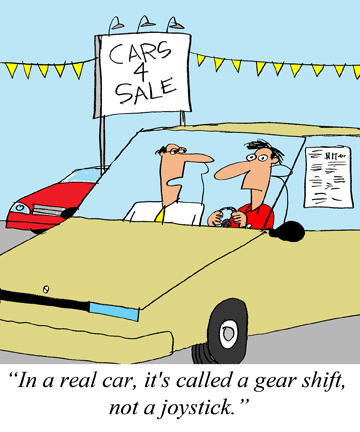 CARS
4
SALE
“In a real car, it's called a gear shift,
not a joystick.”